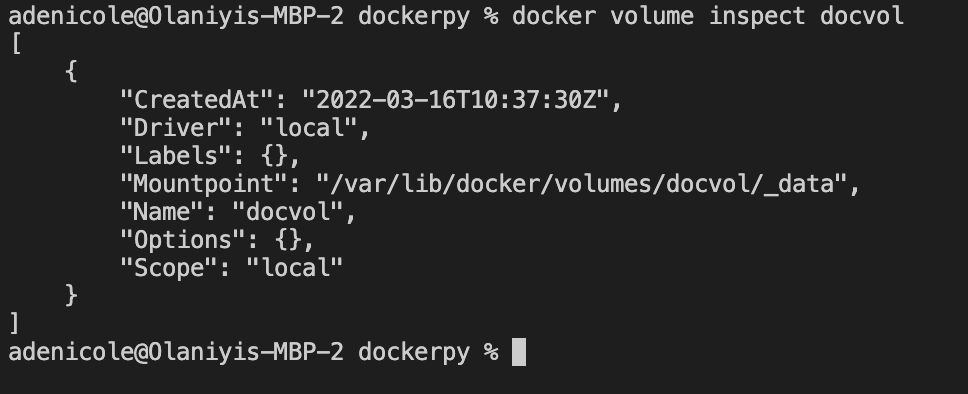 adenicole@Olaniyis-MBP-2 dockerpy % docker volume inspect docvol
[
    {
        "CreatedAt": "2022-03-16T10:37:30Z",
        "Driver": "local",
        "Labels": {},
        "Mountpoint": "/var/lib/docker/volumes/docvol/_data",
        "Name": "docvol",
        "Options": {},
        "Scope": "local"
    }
]
adenicole@Olaniyis-MBP-2 dockerpy %